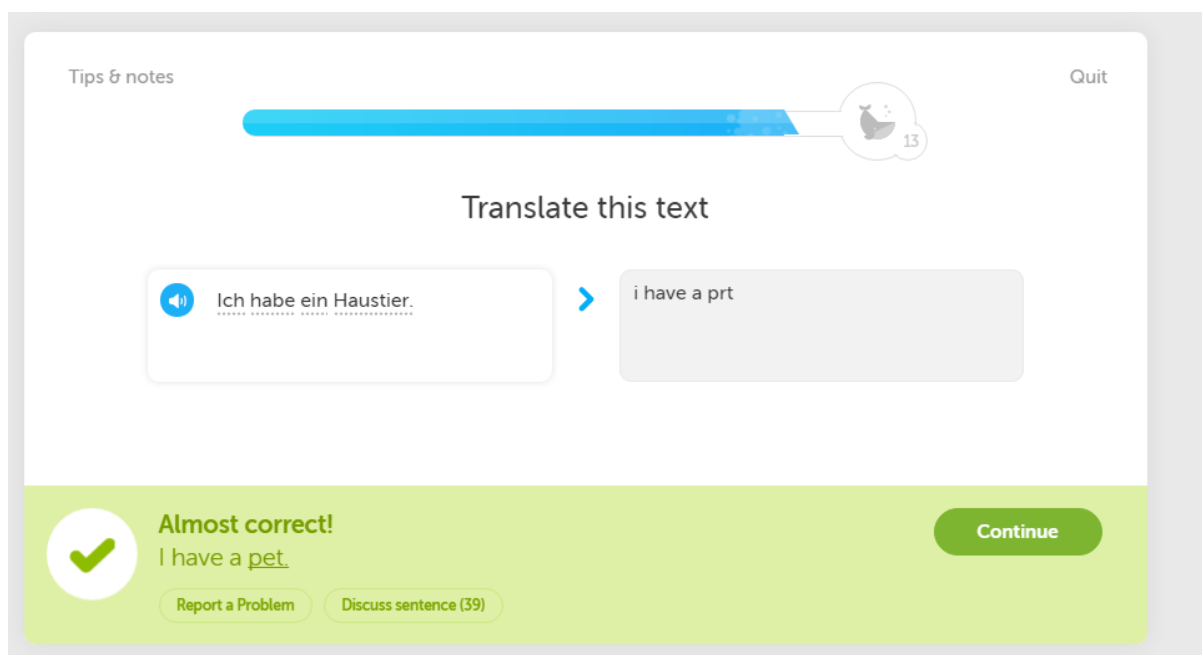 Tips & notes
Quit
13
Translate this text
Ich habe ein Haustier.
i have a prt
Almost correct!
I have a pet.
Continue
Report a Problem
Discuss sentence (39)